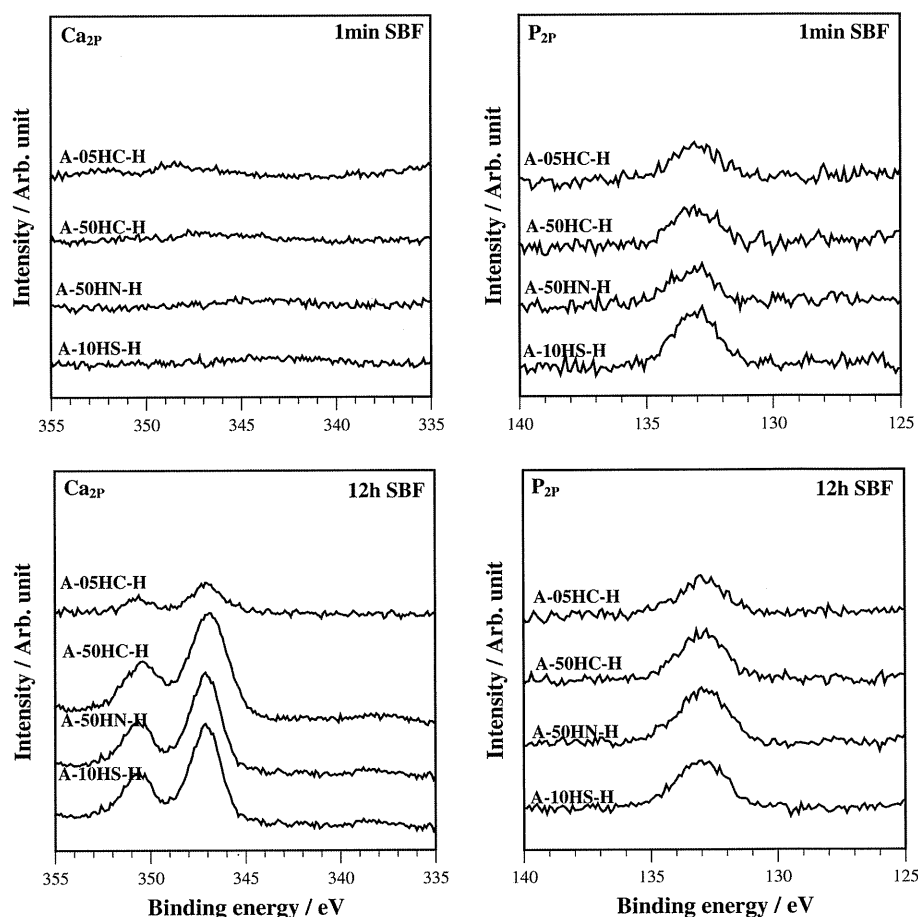 Ca2P 1min SBF
A-05HC-H
A-50HC-H
A-50HN-H
A-10HS-H
Intensity / Arb. unit
355 350 345 340 335
P2P 1min SBF
A-05HC-H
A-50HC-H
A-50HN-H
A-10HS-H
Intensity / Arb. unit
140 135 130 125
Ca2P 12h SBF
A-05HC-H
A-50HC-H
A-50HN-H
A-10HS-H
Intensity / Arb. unit
355 350 345 340 335
Binding energy / eV
P2P 12h SBF
A-05HC-H
A-50HC-H
A-50HN-H
A-10HS-H
Intensity / Arb. unit
140 135 130 125
Binding energy / eV